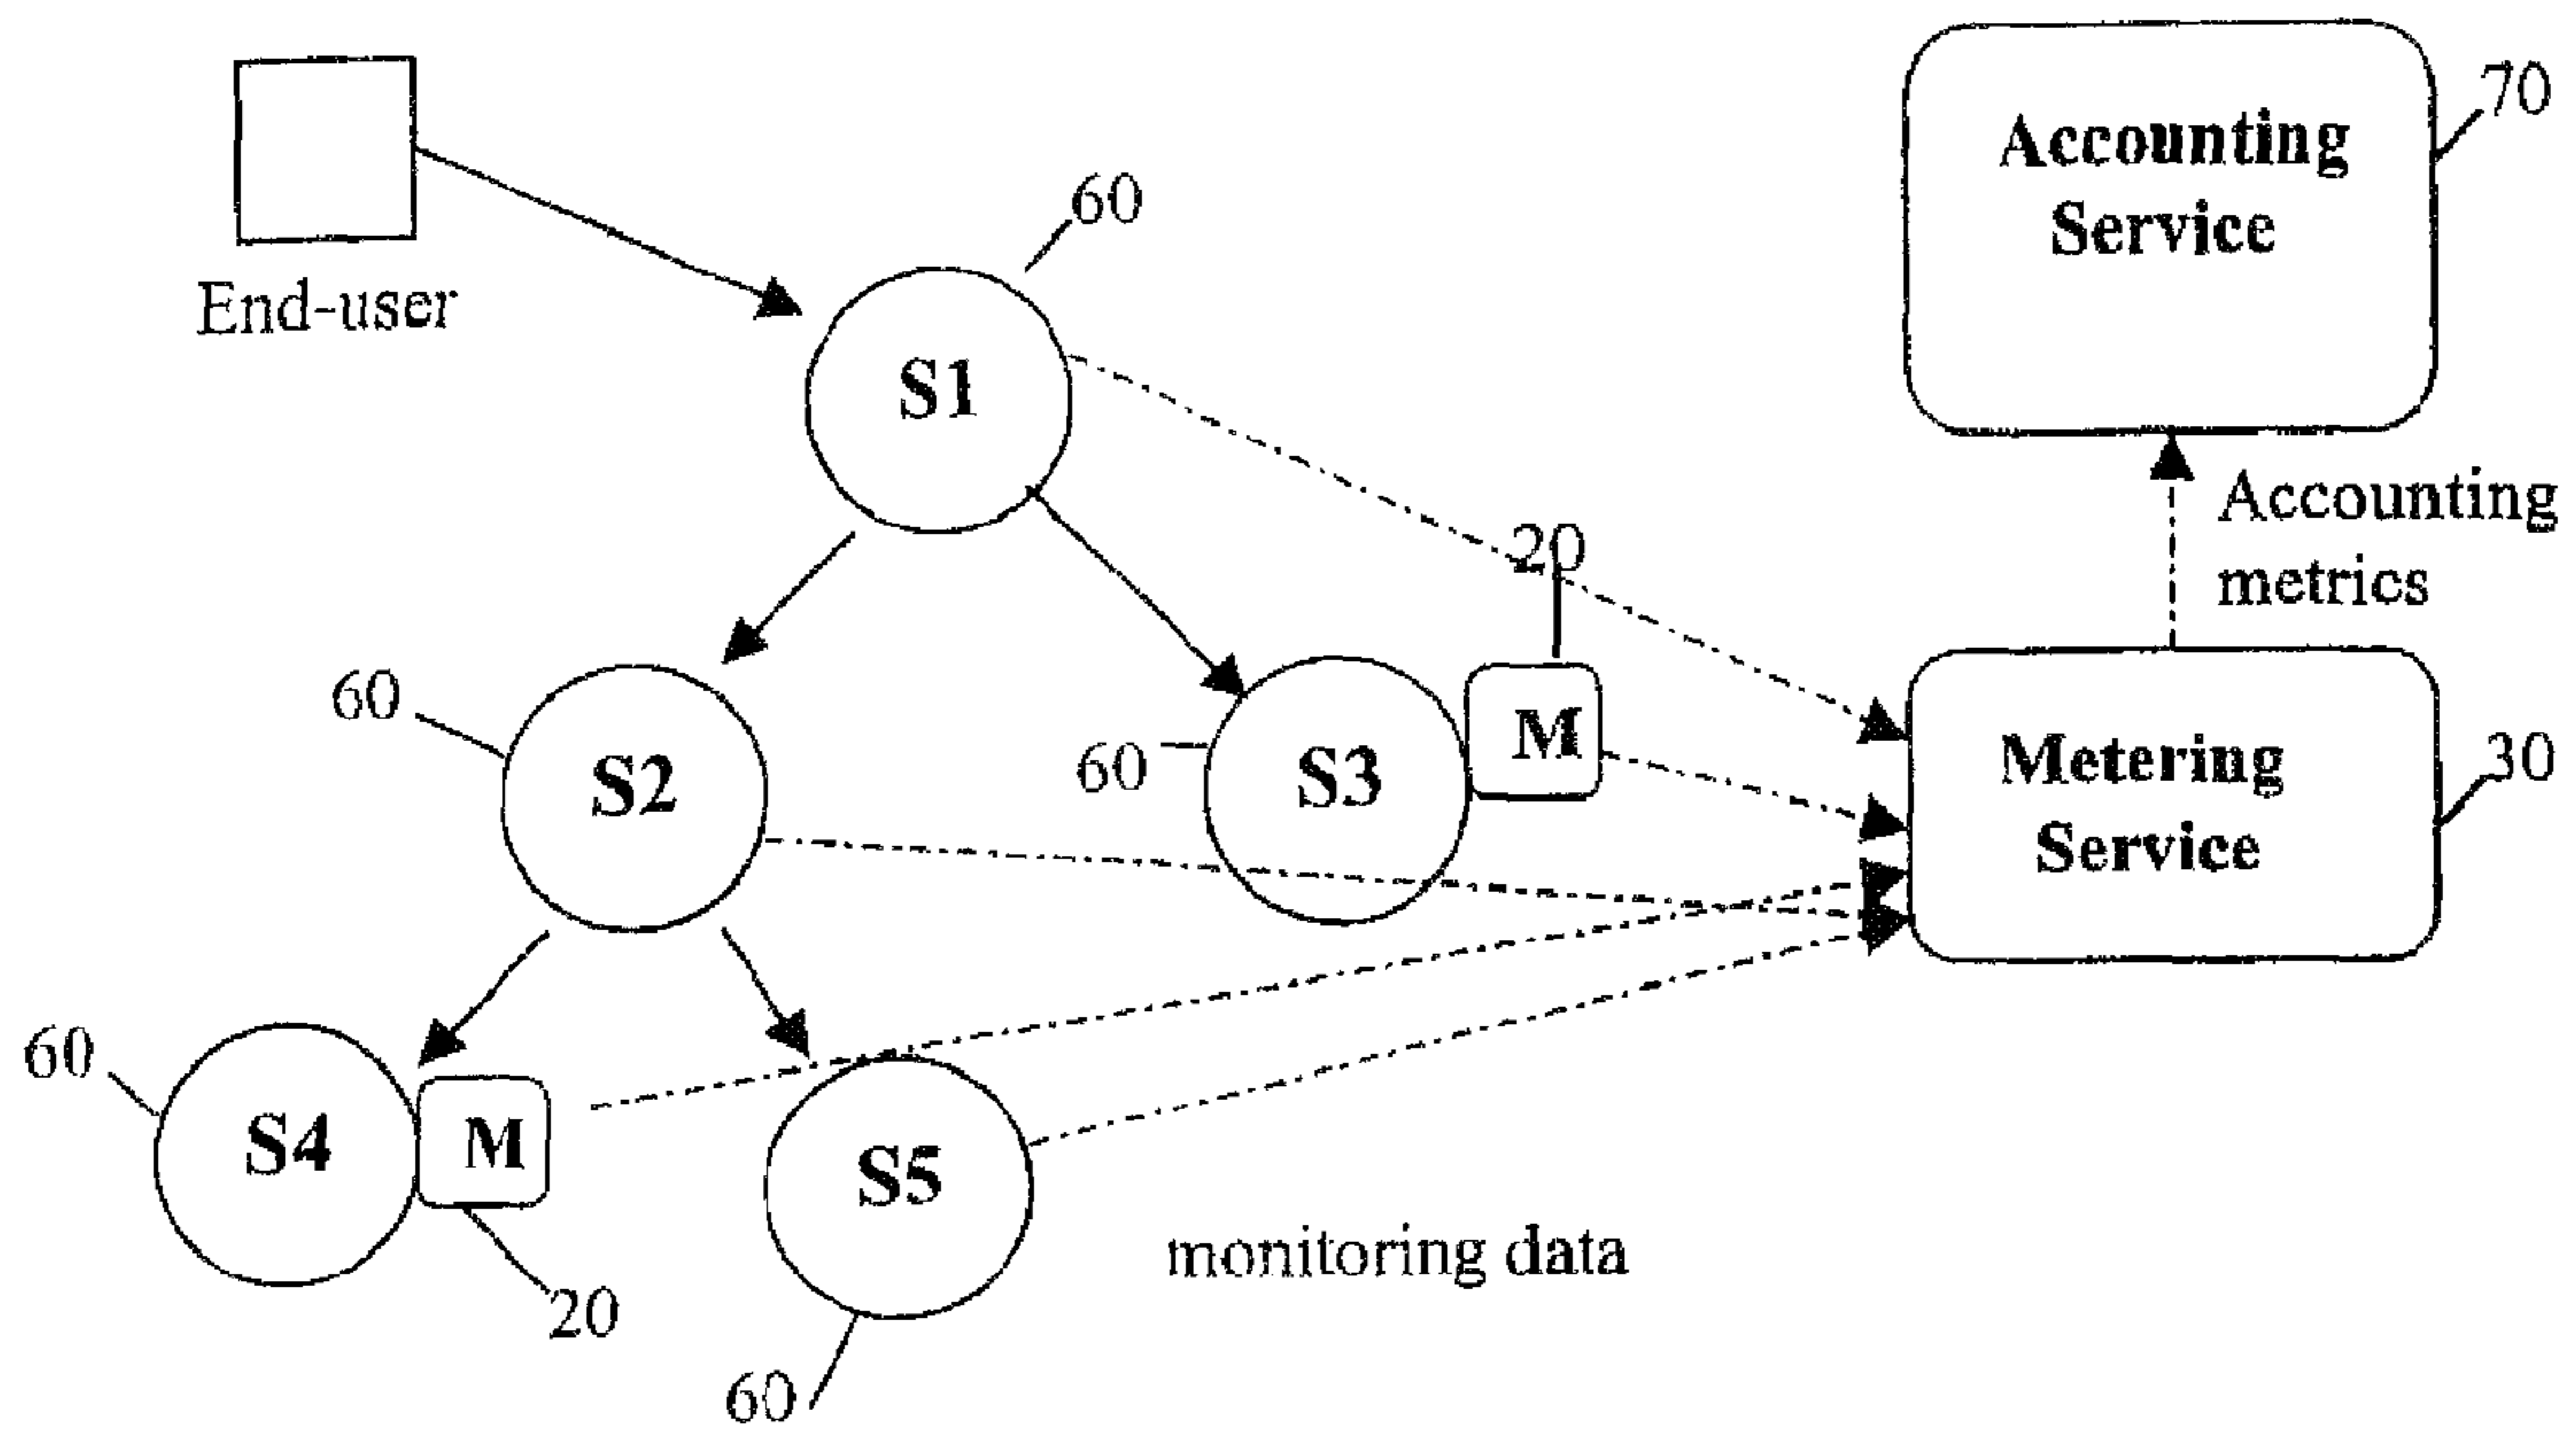 70
60
End-user
Accounting
Service
S1
Accounting
metrics
20
60
60
S2
S3
M
Metering
Service
30
60
S4
M
S5
monitoring data
20
60